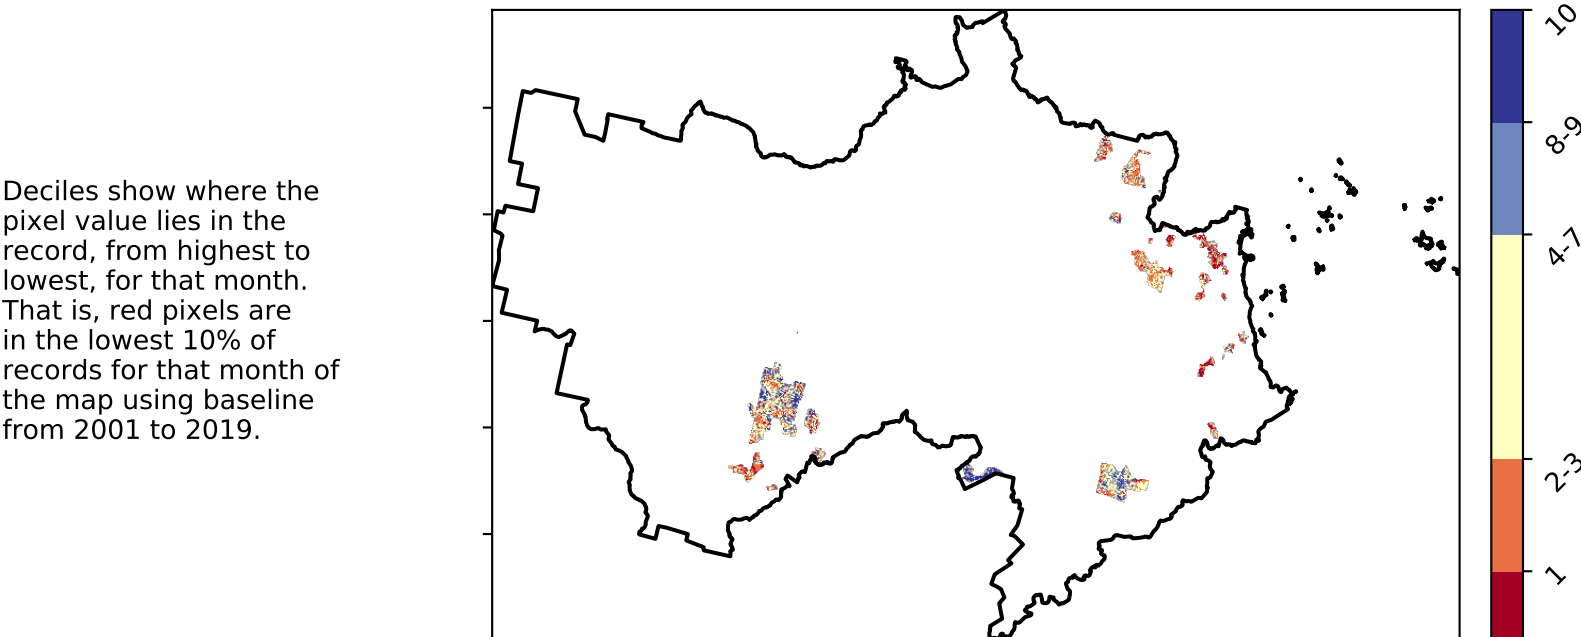 Deciles show where the
pixel value lies in the
record, from highest to
lowest, for that month.
That is, red pixels are
in the lowest 10% of
records for that month of
the map using baseline
from 2001 to 2019.
10
8-9
4-7
2-3
1